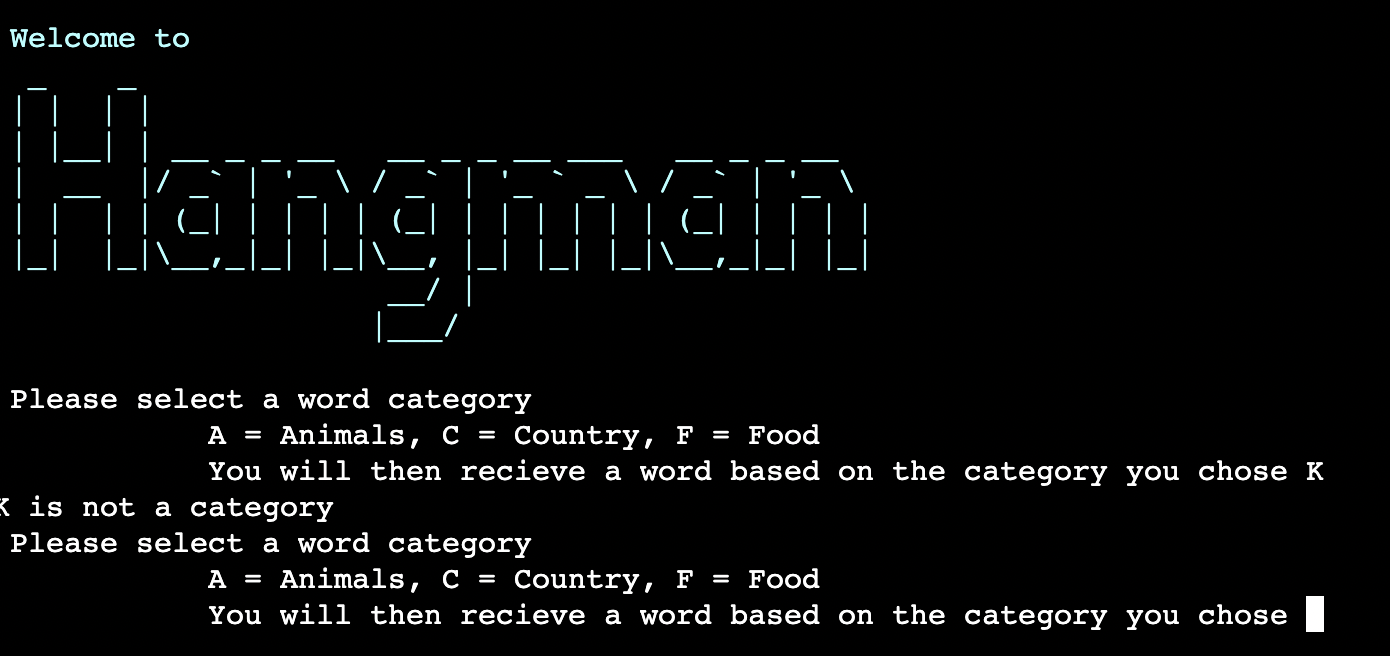 Welcome to
Hangman
Please select a word category
A = Animals, C = Country, F = Food
You will then recieve a word based on the category you chose K
K is not a category
Please select a word category
A = Animals, C = Country, F = Food
You will then recieve a word based on the category you chose